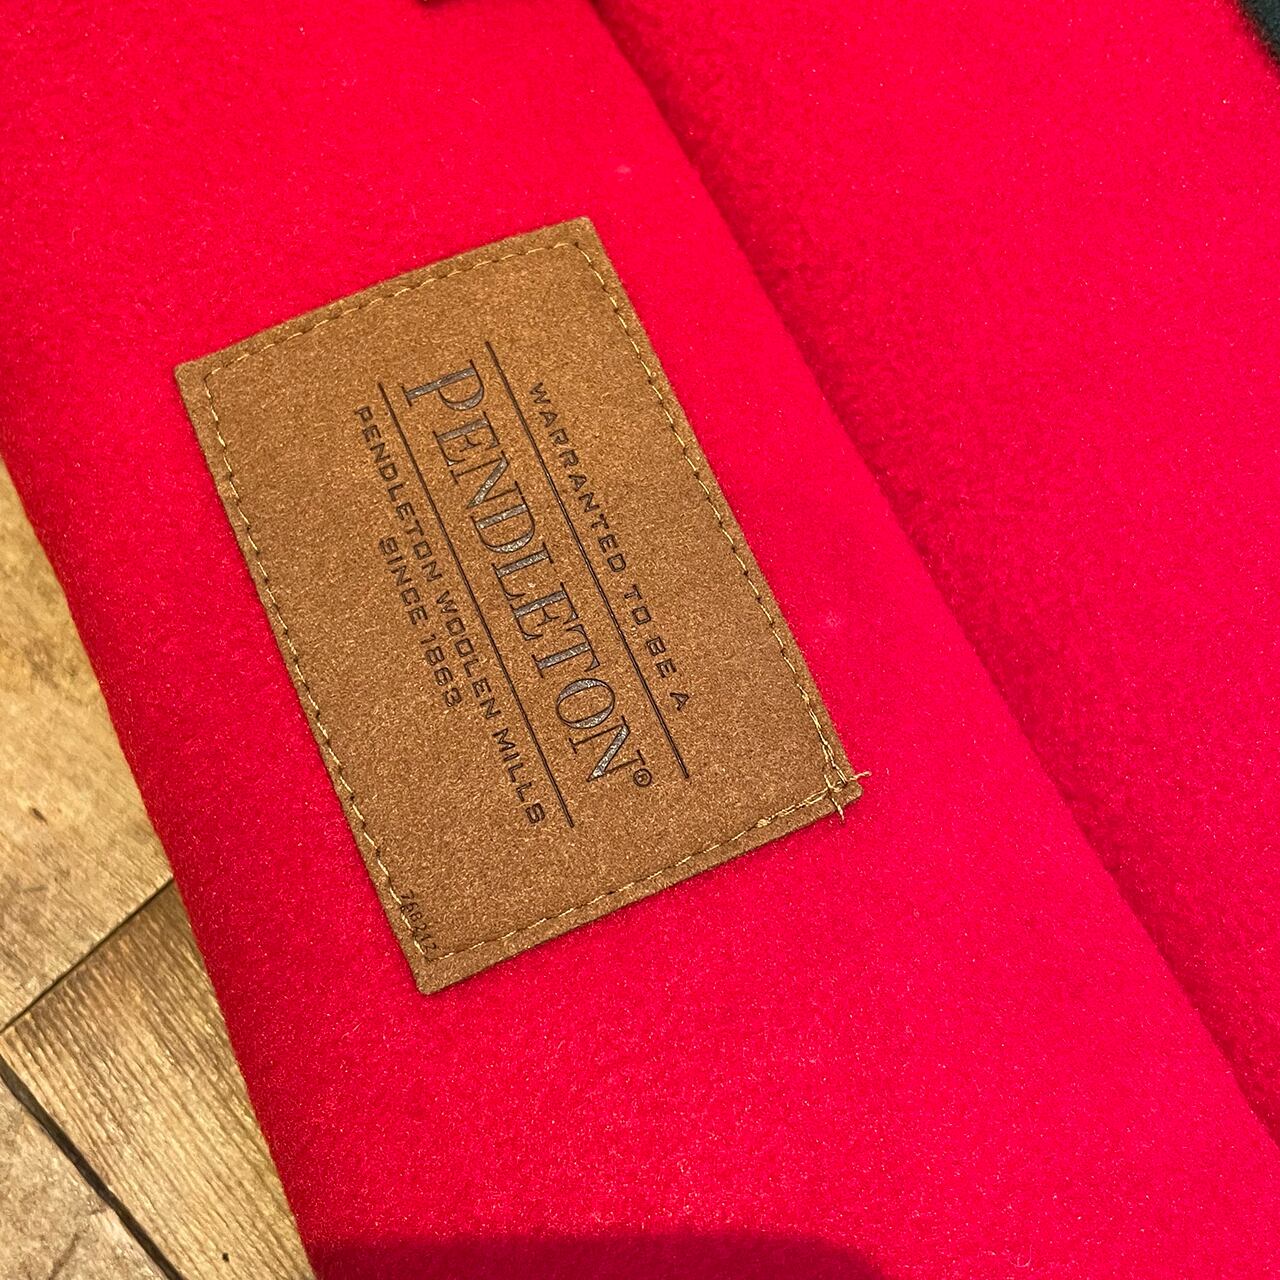 WARRANTED TO BE A
PENDLETON®
PENDLETON WOOLEN MILLS
SINCE 1863